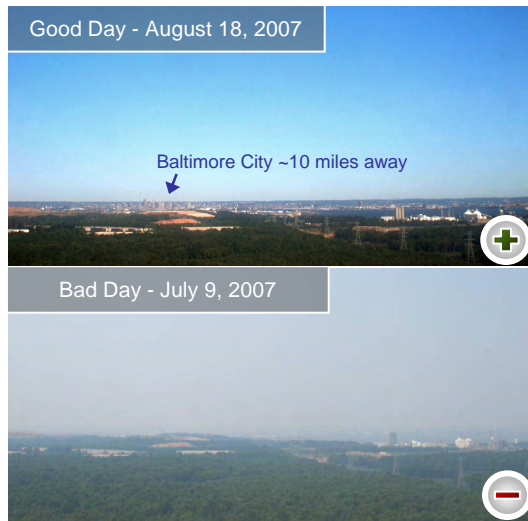 Good Day - August 18, 2007
Baltimore City ~10 miles away
Bad Day - July 9, 2007